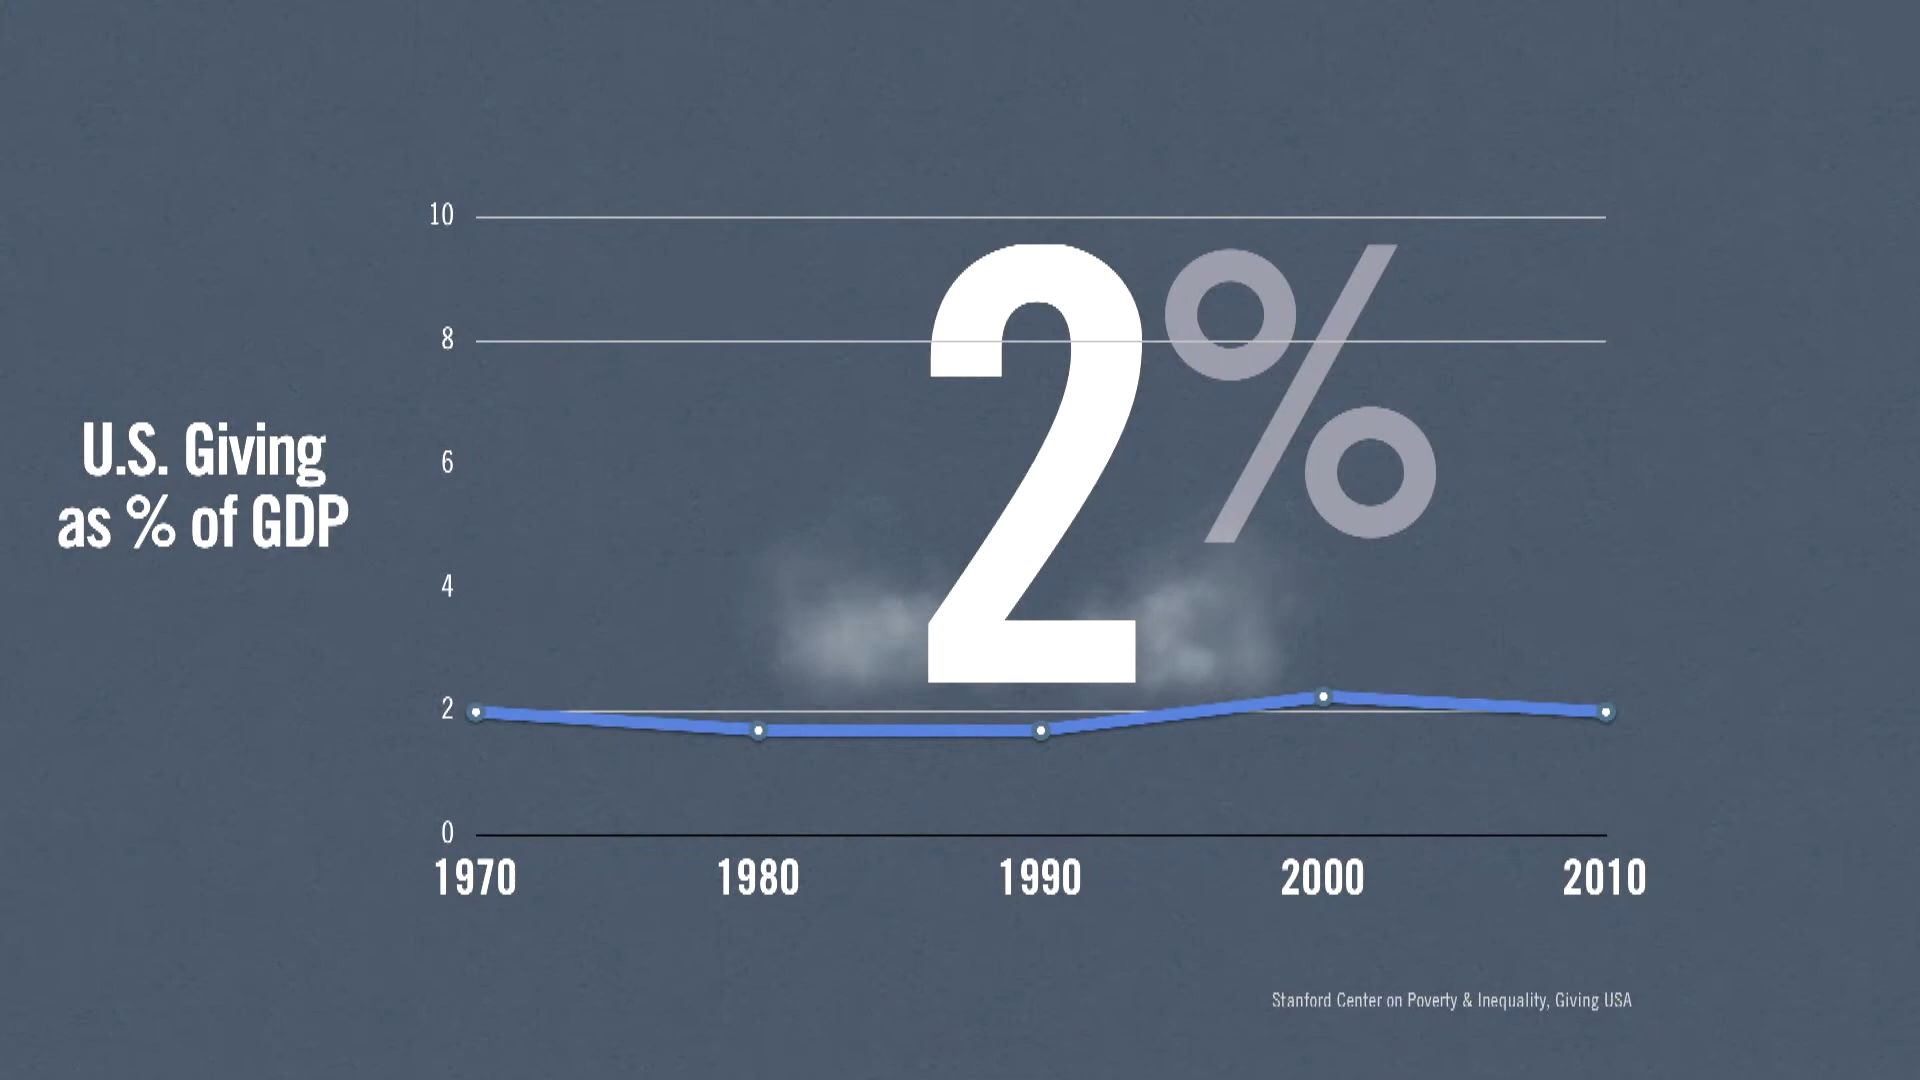 U.S. Giving
as % of GDP
10
8
6
4
2
0
2%
1970 1980 1990 2000 2010
Stanford Center on Poverty & Inequality, Giving USA